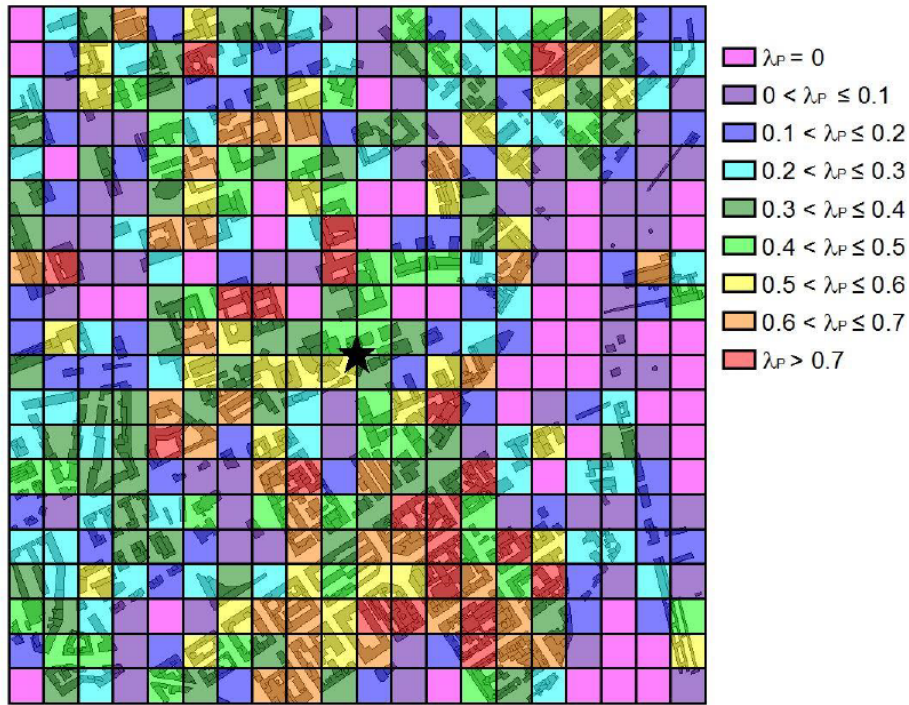 λP = 0
0 < λP ≤ 0.1
0.1 < λP ≤ 0.2
0.2 < λP ≤ 0.3
0.3 < λP ≤ 0.4
0.4 < λP ≤ 0.5
0.5 < λP ≤ 0.6
0.6 < λP ≤ 0.7
λP > 0.7